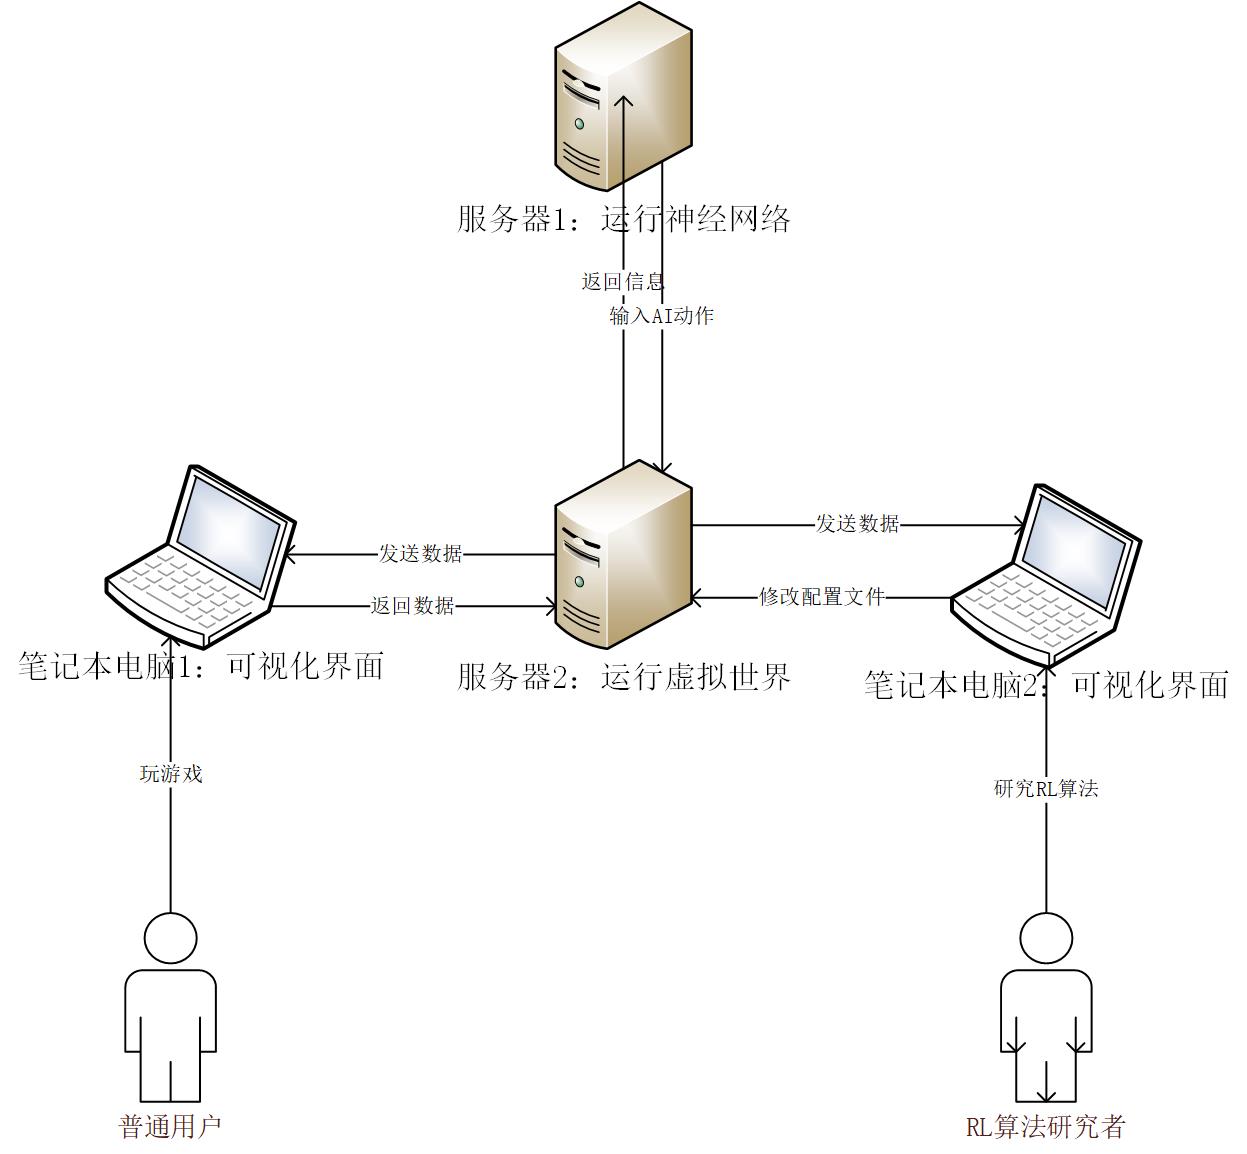 服务器1：运行神经网络
返回信息
输入AI动作
发送数据
发送数据
返回数据
修改配置文件
笔记本电脑1：可视化界面
服务器2：运行虚拟世界
笔记本电脑2：可视化界面
玩游戏
研究RL算法
普通用户
RL算法研究者